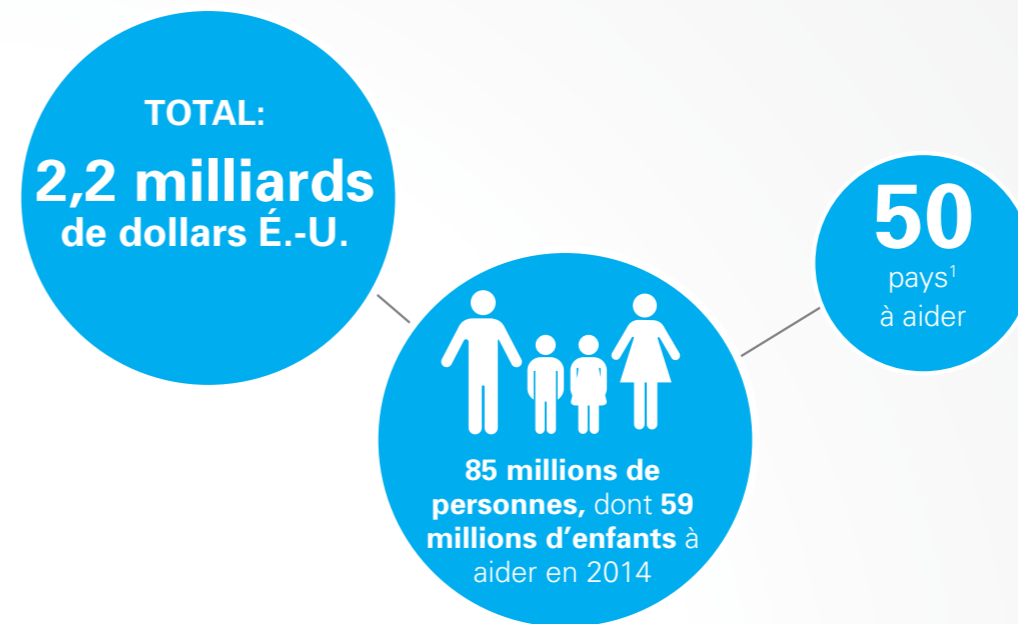 TOTAL:
2,2 milliards
de dollars É.-U.
50
pays¹
à aider
85 millions de
personnes, dont 59
millions d’enfants à
aider en 2014